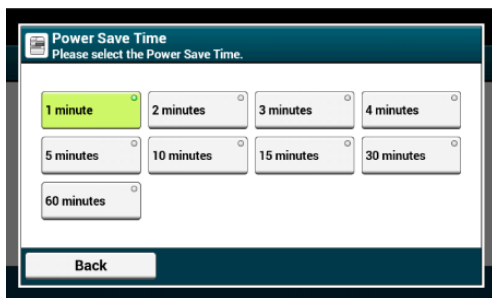 Power Save Time
Please select the Power Save Time.
1 minute 2 minutes 3 minutes 4 minutes
5 minutes 10 minutes 15 minutes 30 minutes
60 minutes
Back